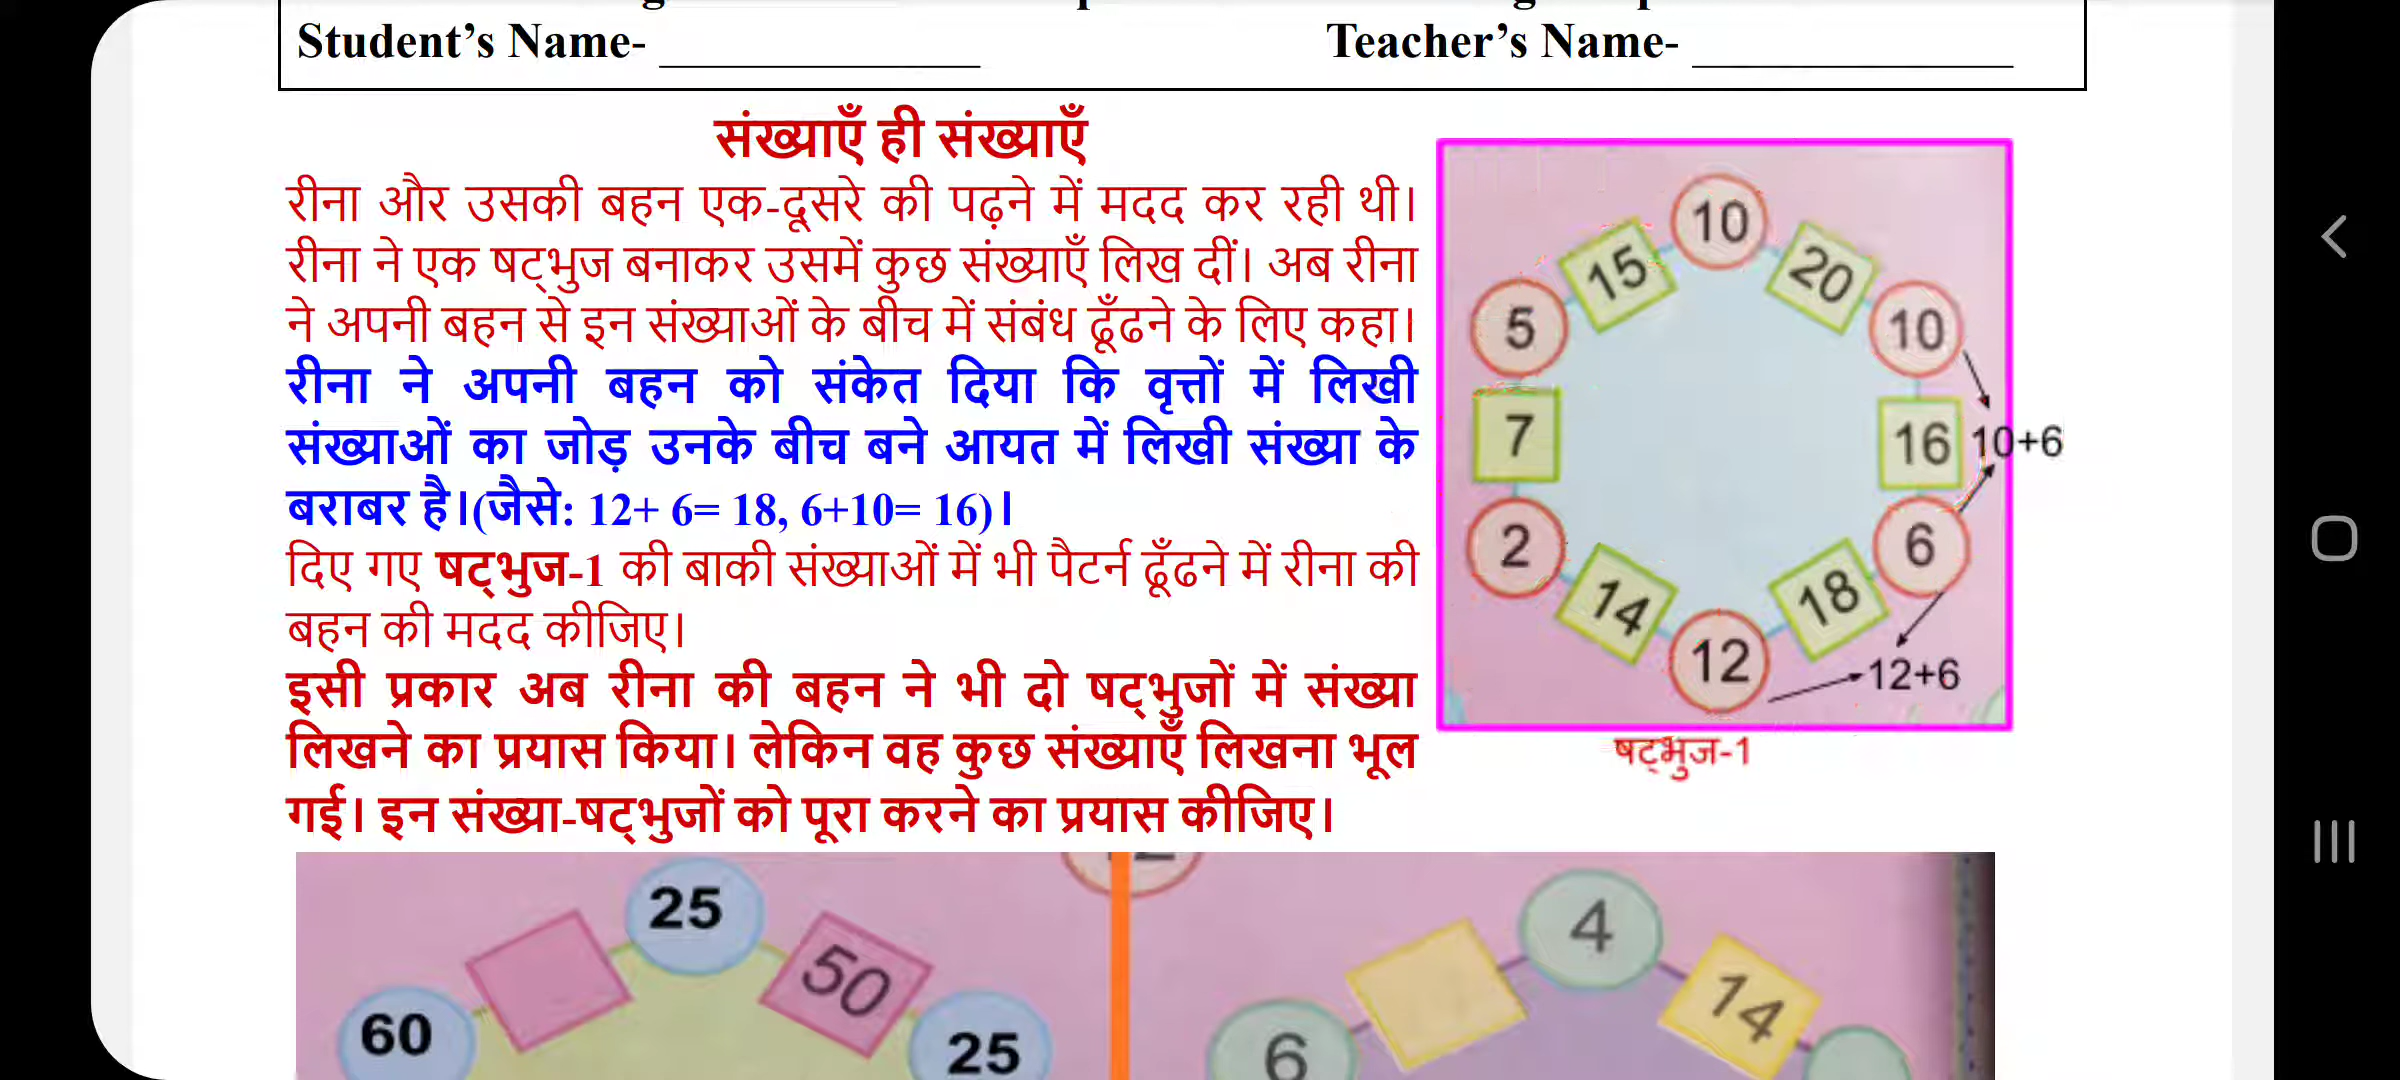 Student’s Name- ______________ Teacher’s Name- ______________
संख्याएँ ही संख्याएँ
रीना और उसकी बहन एक-दूसरे की पढ़ने में मदद कर रही थी।
रीना ने एक षट्भुज बनाकर उसमें कुछ संख्याएँ लिख दीं। अब रीना
ने अपनी बहन से इन संख्याओं के बीच में संबंध ढूँढने के लिए कहा।
रीना ने अपनी बहन को संकेत दिया कि वृत्तों में लिखी
संख्याओं का जोड़ उनके बीच बने आयत में लिखी संख्या के
बराबर है।(जैसे: 12+ 6= 18, 6+10= 16)।
दिए गए षट्भुज-1 की बाकी संख्याओं में भी पैटर्न ढूँढने में रीना की
बहन की मदद कीजिए।
इसी प्रकार अब रीना की बहन ने भी दो षट्भुजों में संख्या
लिखने का प्रयास किया। लेकिन वह कुछ संख्याएँ लिखना भूल
गई। इन संख्या-षट्भुजों को पूरा करने का प्रयास कीजिए।
10
15 20
5 10
7 16 10+6
2 6
14 18
12 12+6
षट्भुज-1
25
50
60 25
4
14
6